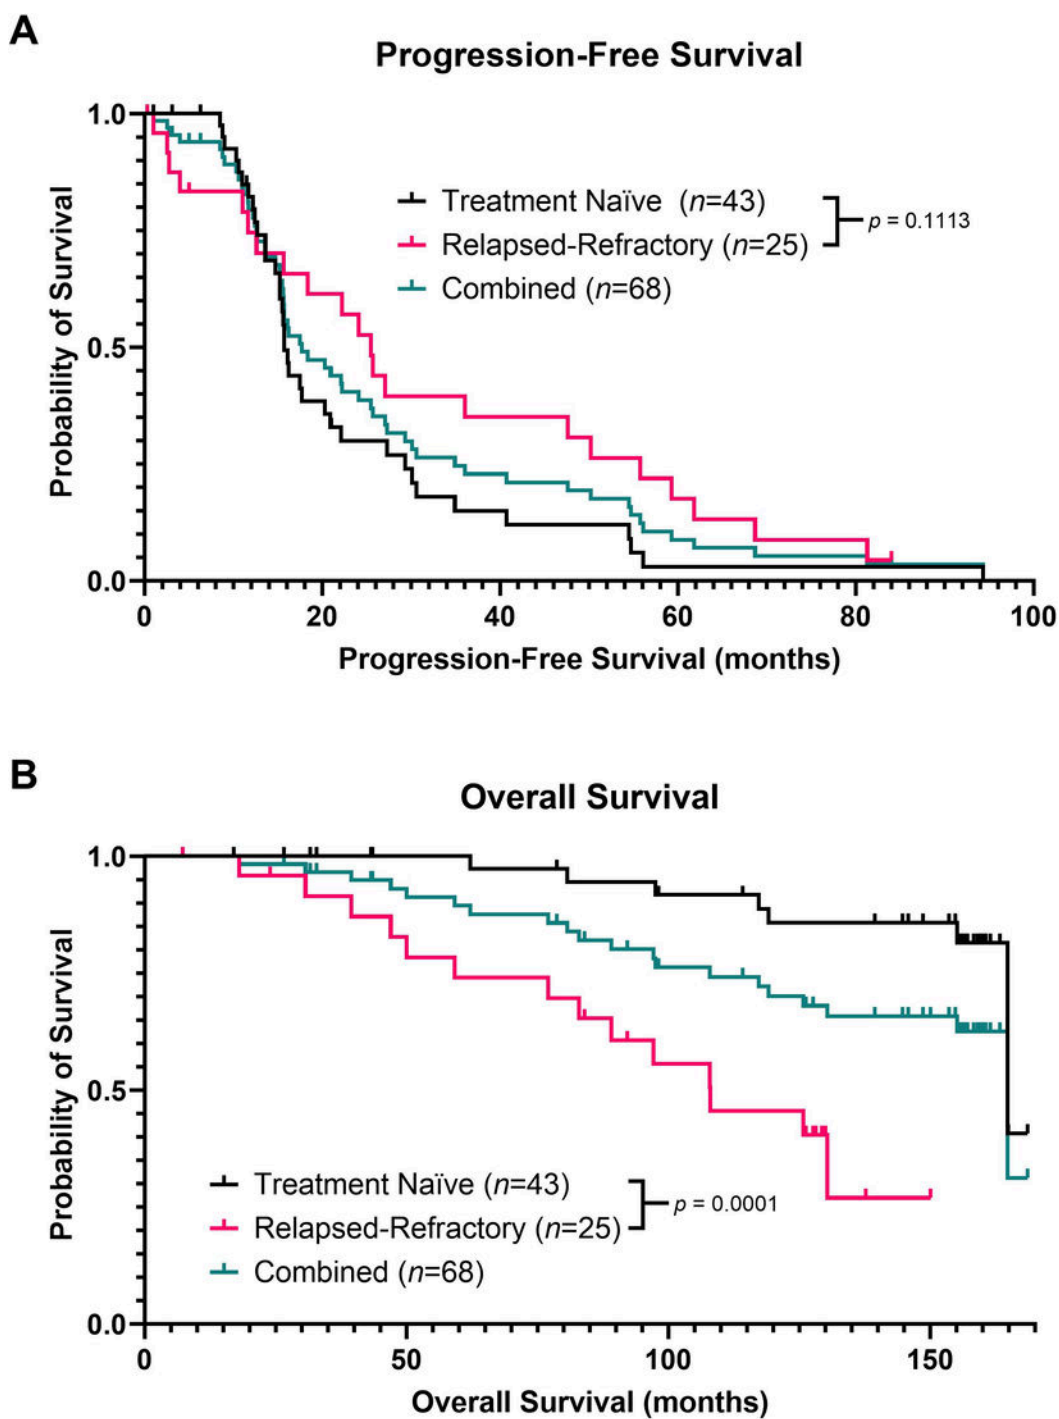 A
Progression-Free Survival
Probability of Survival
1.0
0.5
0.0
Treatment Naïve (n=43)
Relapsed-Refractory (n=25)
Combined (n=68)
p = 0.1113
0 20 40 60 80 100
Progression-Free Survival (months)
B
Overall Survival
Probability of Survival
1.0
0.5
0.0
Treatment Naïve (n=43)
Relapsed-Refractory (n=25)
Combined (n=68)
p = 0.0001
0 50 100 150
Overall Survival (months)